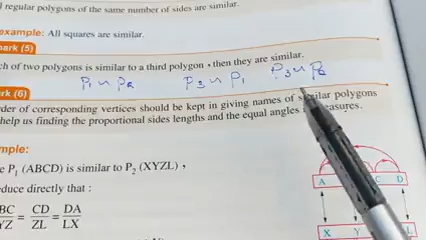 regular polygons of the same number of sides are similar.
example: All squares are similar.
mark (5)
ch of two polygons is similar to a third polygon , then they are similar.
P₁ ~ P₂ P₃ ~ P₁ P₃ ~ P₂
rk (6)
rder of corresponding vertices should be kept in giving names of similar polygons
help us finding the proportional sides lengths and the equal angles measures.
mple:
e P₁ (ABCD) is similar to P₂ (XYZL) ,
educe directly that :
BC/YZ = CD/ZL = DA/LX
A C D
X Y L